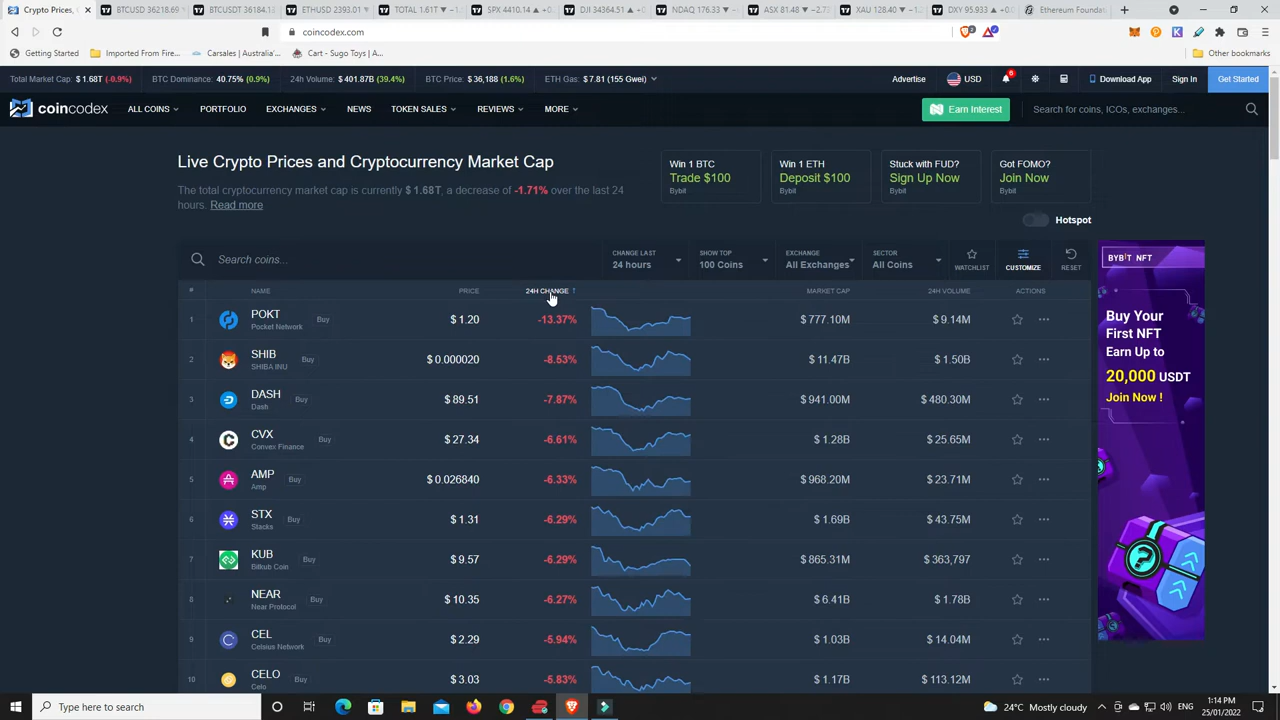 Crypto Prices, C
BTCUSD 36218.69
BTCUSDT 36184.13
ETHUSD 2393.01
TOTAL 1.61T
SPX 4410.14 ▲ +0.
DJI 34364.51 ▲ +0
NDAQ 176.33
ASX 81.48 ▼ −2.7
XAU 128.40 ▼ −1.2
DXY 95.933 ▲ +0.
Ethereum Founda
coincodex.com
Getting Started
Imported From Fire...
Carsales | Australia'...
Cart - Sugo Toys | A...
Other bookmarks
Total Market Cap: $ 1.68T (-0.9%)
BTC Dominance: 40.75% (0.9%)
24h Volume: $ 401.87B (39.4%)
BTC Price: $ 36,188 (1.6%)
ETH Gas: $ 7.81 (155 Gwei)
Advertise
USD
6
Download App
Sign In
Get Started
coincodex
ALL COINS
PORTFOLIO
EXCHANGES
NEWS
TOKEN SALES
REVIEWS
MORE
Earn Interest
Search for coins, ICOs, exchanges...
Live Crypto Prices and Cryptocurrency Market Cap
The total cryptocurrency market cap is currently $ 1.68T, a decrease of -1.71% over the last 24
hours. Read more
Win 1 BTC
Trade $100
Bybit
Win 1 ETH
Deposit $100
Bybit
Stuck with FUD?
Sign Up Now
Bybit
Got FOMO?
Join Now
Bybit
Hotspot
Search coins...
CHANGE LAST
24 hours
SHOW TOP
100 Coins
EXCHANGE
All Exchanges
SECTOR
All Coins
WATCHLIST
CUSTOMIZE
RESET
# NAME PRICE 24H CHANGE ↑ MARKET CAP 24H VOLUME ACTIONS
1 POKT Buy $ 1.20 -13.37% $ 777.10M $ 9.14M
Pocket Network
2 SHIB Buy $ 0.000020 -8.53% $ 11.47B $ 1.50B
SHIBA INU
3 DASH Buy $ 89.51 -7.87% $ 941.00M $ 480.30M
Dash
4 CVX Buy $ 27.34 -6.61% $ 1.28B $ 25.65M
Convex Finance
5 AMP Buy $ 0.026840 -6.33% $ 968.20M $ 23.71M
Amp
6 STX Buy $ 1.31 -6.29% $ 1.69B $ 43.75M
Stacks
7 KUB Buy $ 9.57 -6.29% $ 865.31M $ 363,797
Bitkub Coin
8 NEAR Buy $ 10.35 -6.27% $ 6.41B $ 1.78B
Near Protocol
9 CEL Buy $ 2.29 -5.94% $ 1.03B $ 14.04M
Celsius Network
10 CELO Buy $ 3.03 -5.83% $ 1.17B $ 113.12M
Celo
BYBIT NFT
Buy Your
First NFT
Earn Up to
20,000 USDT
Join Now !
Type here to search
24°C Mostly cloudy
ENG
1:14 PM
25/01/2022